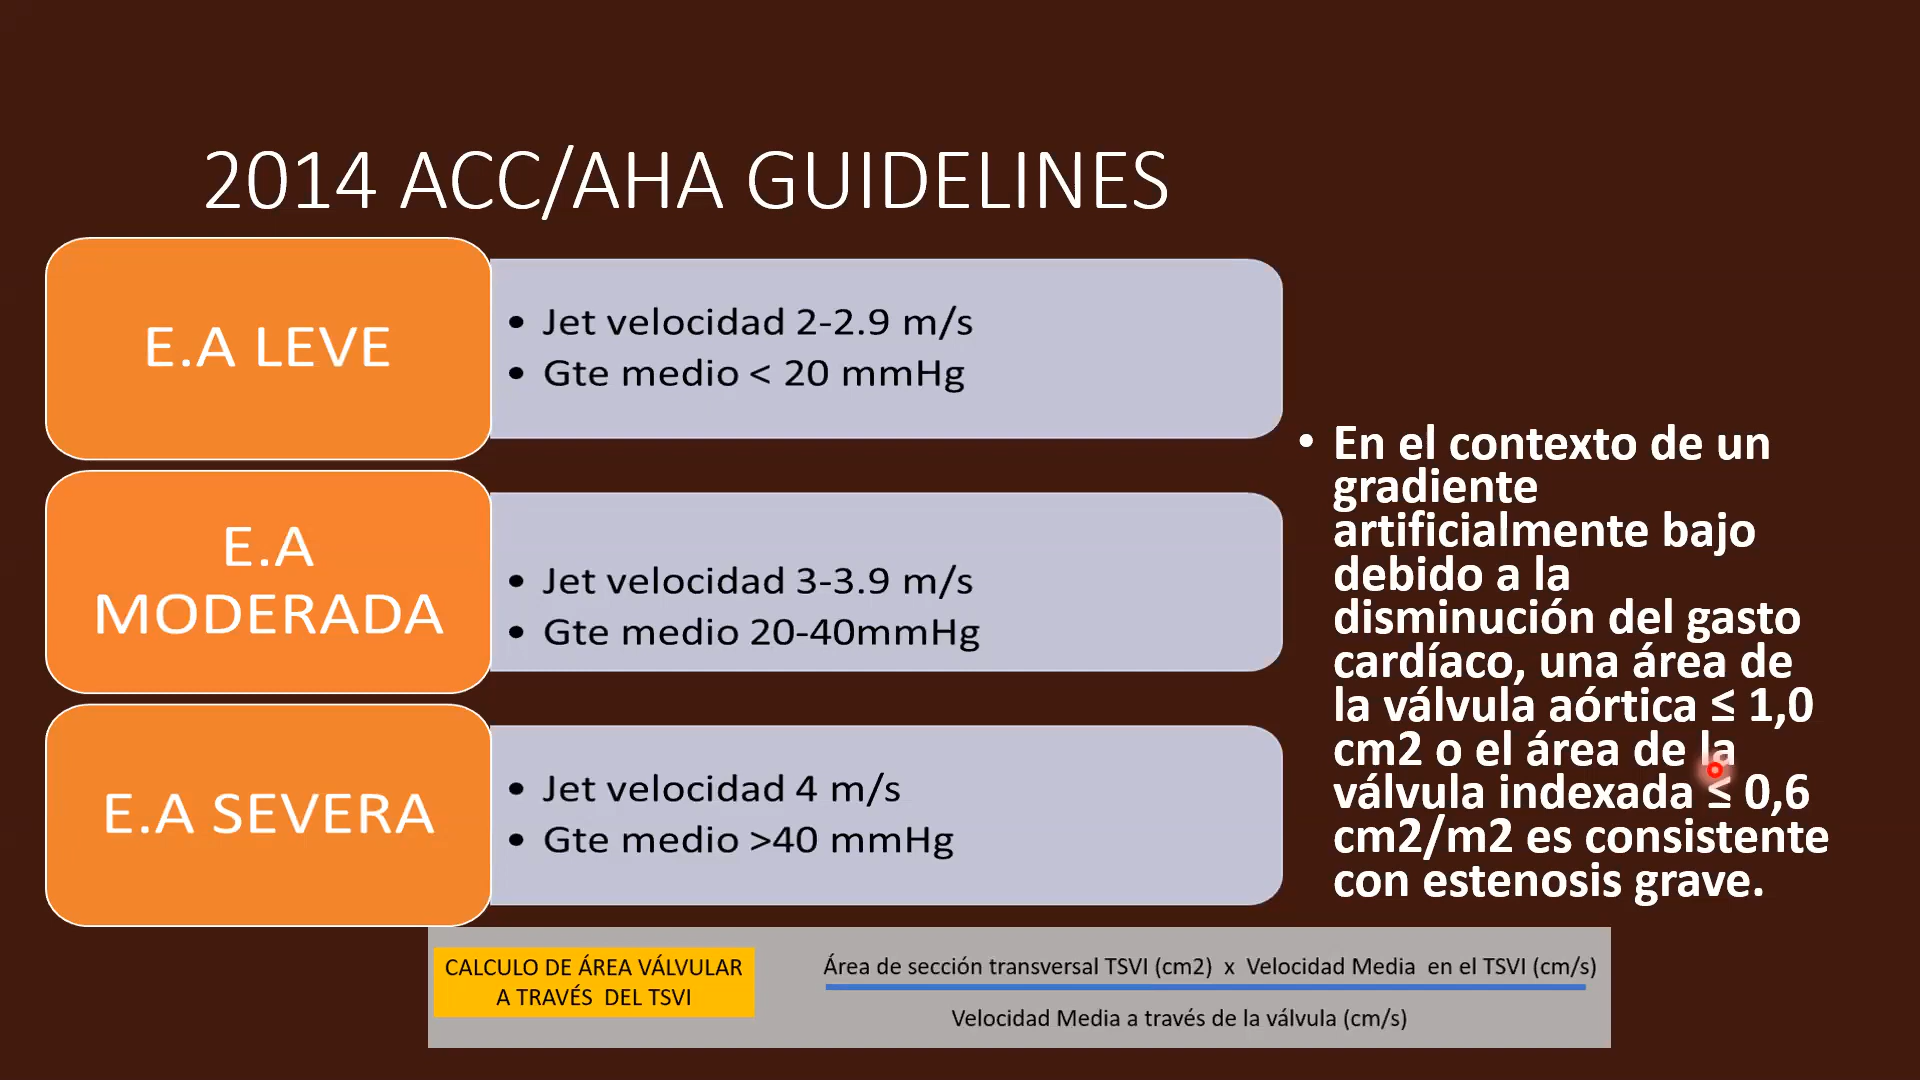 2014 ACC/AHA GUIDELINES
E.A LEVE
• Jet velocidad 2-2.9 m/s
• Gte medio < 20 mmHg
E.A
MODERADA
• Jet velocidad 3-3.9 m/s
• Gte medio 20-40mmHg
E.A SEVERA
• Jet velocidad 4 m/s
• Gte medio >40 mmHg
• En el contexto de un
gradiente
artificialmente bajo
debido a la
disminución del gasto
cardíaco, una área de
la válvula aórtica ≤ 1,0
cm2 o el área de la
válvula indexada ≤ 0,6
cm2/m2 es consistente
con estenosis grave.
CALCULO DE ÁREA VÁLVULAR
A TRAVÉS DEL TSVI
Área de sección transversal TSVI (cm2) x Velocidad Media en el TSVI (cm/s)
Velocidad Media a través de la válvula (cm/s)